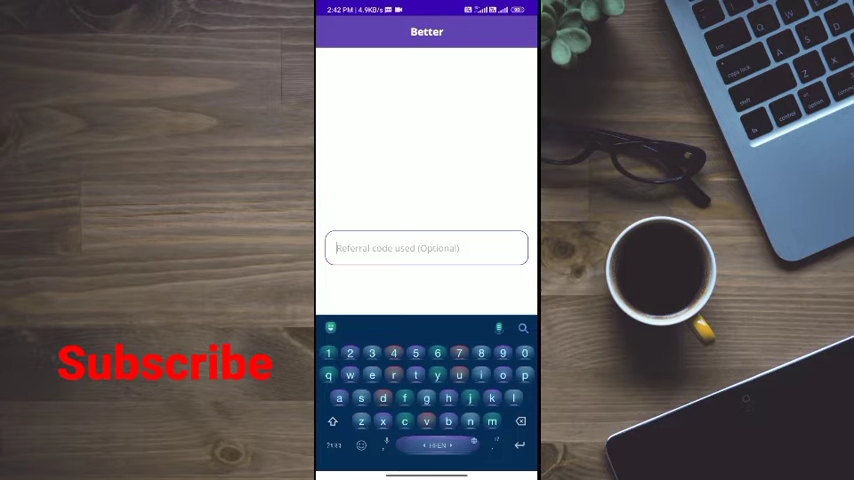 2:42 PM | 4.9KB/s
Better
Referral code used (Optional)
Subscribe
1 2 3 4 5 6 7 8 9 0
q w e r t y u i o p
a s d f g h j k l
z x c v b n m